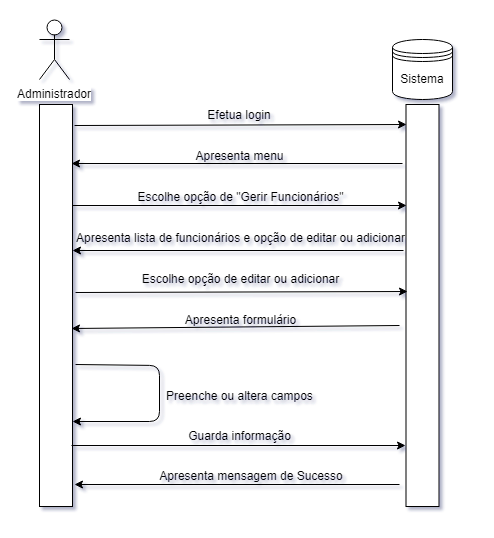 Administrador
Sistema
Efetua login
Apresenta menu
Escolhe opção de "Gerir Funcionários"
Apresenta lista de funcionários e opção de editar ou adicionar
Escolhe opção de editar ou adicionar
Apresenta formulário
Preenche ou altera campos
Guarda informação
Apresenta mensagem de Sucesso